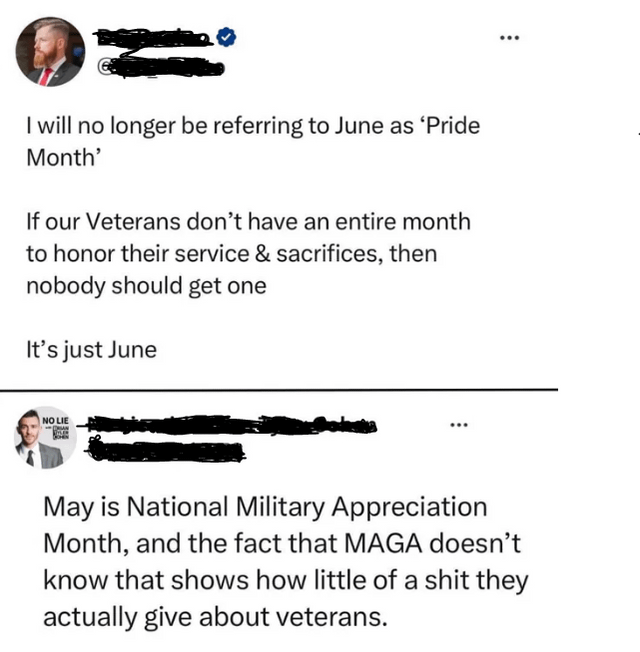 I will no longer be referring to June as ‘Pride
Month’
If our Veterans don’t have an entire month
to honor their service & sacrifices, then
nobody should get one
It’s just June
NO LIE
May is National Military Appreciation
Month, and the fact that MAGA doesn’t
know that shows how little of a shit they
actually give about veterans.